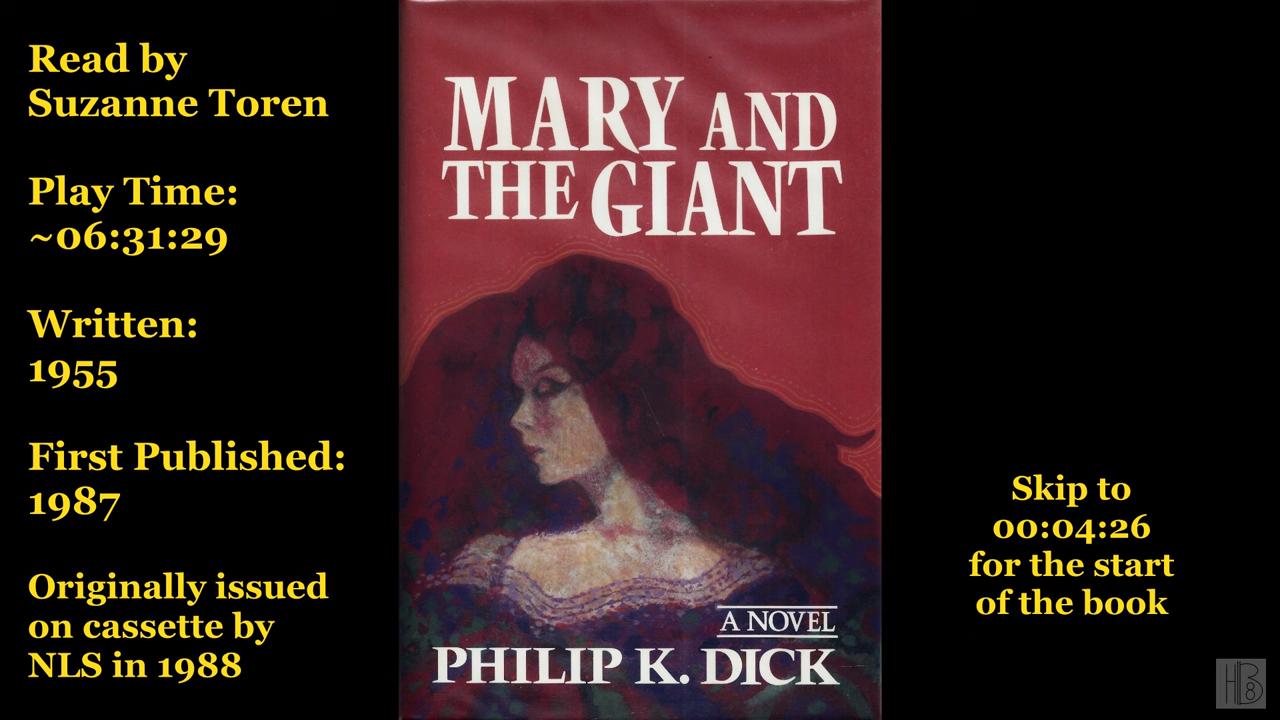 Read by
Suzanne Toren
Play Time:
~06:31:29
Written:
1955
First Published:
1987
Originally issued
on cassette by
NLS in 1988
MARY AND
THE GIANT
A NOVEL
PHILIP K. DICK
Skip to
00:04:26
for the start
of the book
HB8